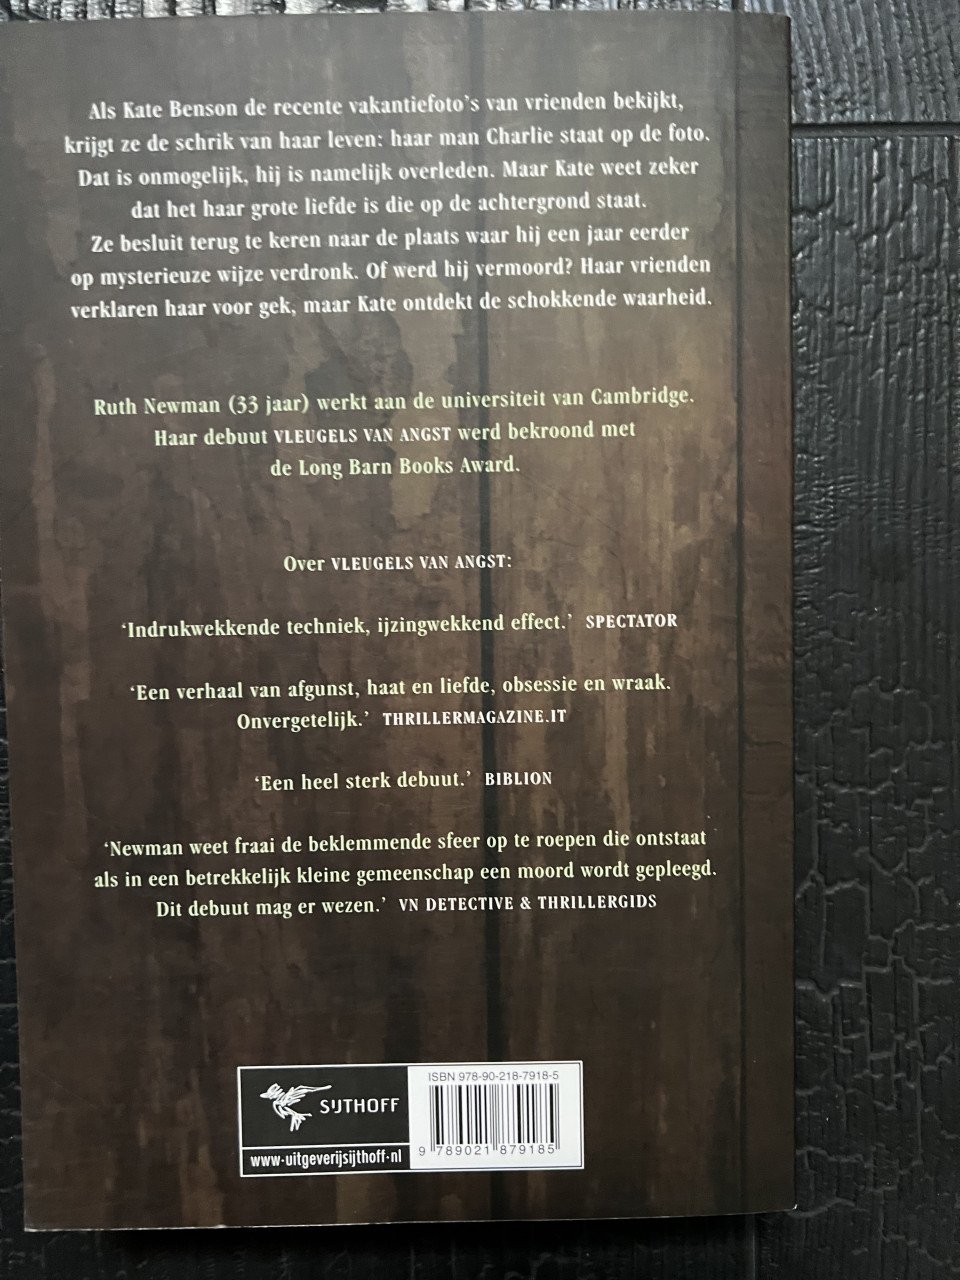 Als Kate Benson de recente vakantiefoto's van vrienden bekijkt,
krijgt ze de schrik van haar leven: haar man Charlie staat op de foto.
Dat is onmogelijk, hij is namelijk overleden. Maar Kate weet zeker
dat het haar grote liefde is die op de achtergrond staat.
Ze besluit terug te keren naar de plaats waar hij een jaar eerder
op mysterieuze wijze verdronk. Of werd hij vermoord? Haar vrienden
verklaren haar voor gek, maar Kate ontdekt de schokkende waarheid.
Ruth Newman (33 jaar) werkt aan de universiteit van Cambridge.
Haar debuut VLEUGELS VAN ANGST werd bekroond met
de Long Barn Books Award.
Over VLEUGELS VAN ANGST:
‘Indrukwekkende techniek, ijzingwekkend effect.’ SPECTATOR
‘Een verhaal van afgunst, haat en liefde, obsessie en wraak.
Onvergetelijk.’ THRILLERMAGAZINE.IT
‘Een heel sterk debuut.’ BIBLION
‘Newman weet fraai de beklemmende sfeer op te roepen die ontstaat
als in een betrekkelijk kleine gemeenschap een moord wordt gepleegd.
Dit debuut mag er wezen.’ VN DETECTIVE & THRILLERGIDS
ISBN 978-90-218-7918-5
SIJTHOFF
9 789021 879185
www.uitgeverijsijthoff.nl